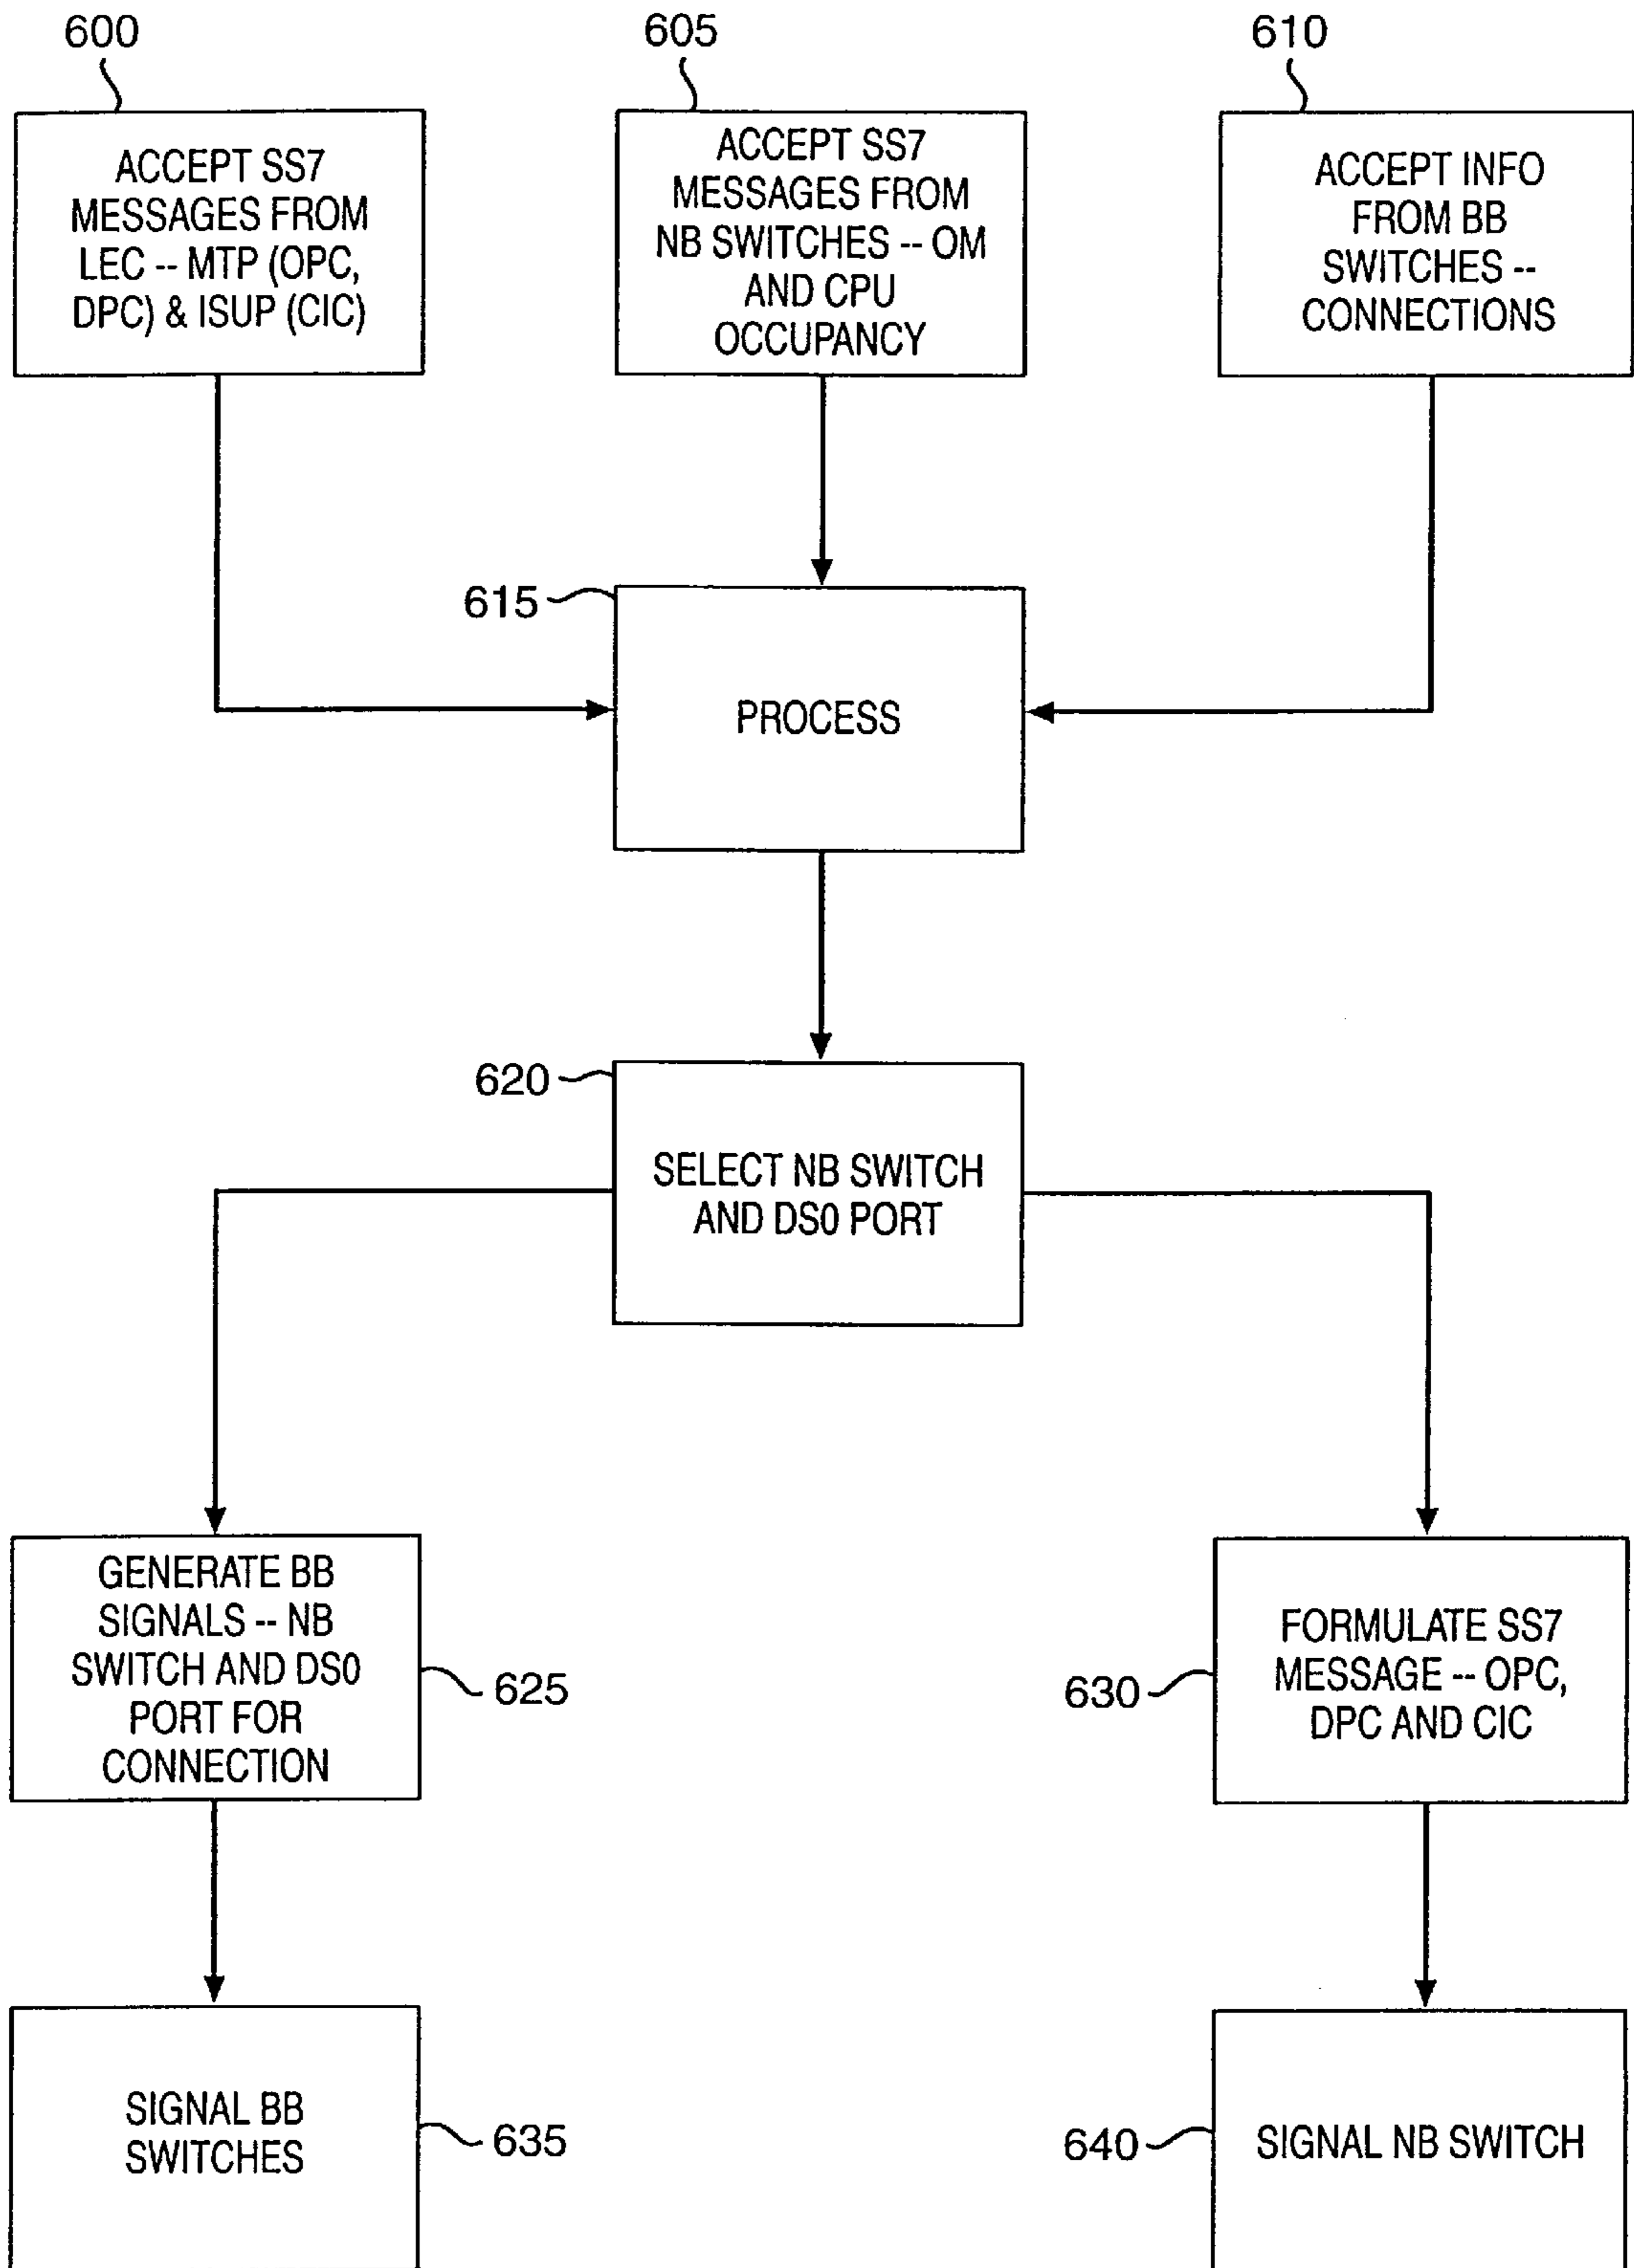 600
605
610
ACCEPT SS7
MESSAGES FROM
LEC -- MTP (OPC,
DPC) & ISUP (CIC)
ACCEPT SS7
MESSAGES FROM
NB SWITCHES -- OM
AND CPU
OCCUPANCY
ACCEPT INFO
FROM BB
SWITCHES --
CONNECTIONS
615
PROCESS
620
SELECT NB SWITCH
AND DS0 PORT
GENERATE BB
SIGNALS -- NB
SWITCH AND DS0
PORT FOR
CONNECTION
625
630
FORMULATE SS7
MESSAGE -- OPC,
DPC AND CIC
SIGNAL BB
SWITCHES
635
640
SIGNAL NB SWITCH